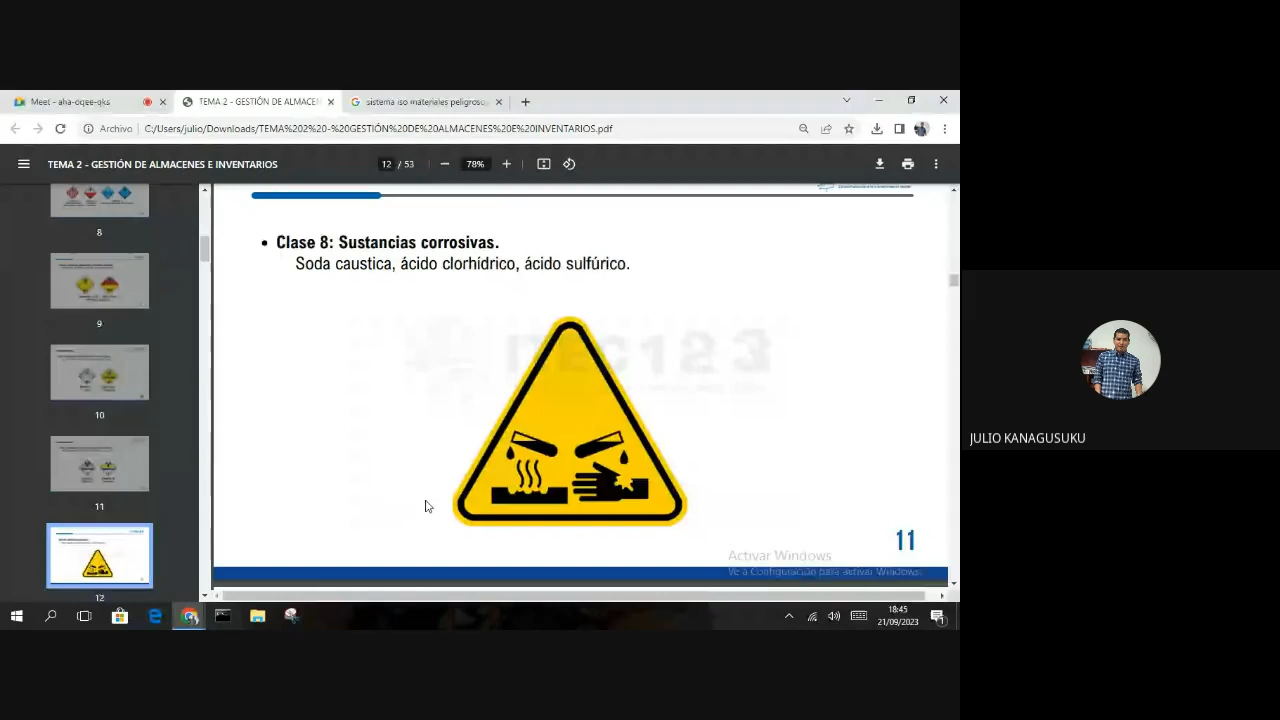 Meet - aha-oqee-qks
TEMA 2 - GESTIÓN DE ALMACEN
sistema iso materiales peligroso
Archivo
C:/Users/julio/Downloads/TEMA%202%20-%20GESTIÓN%20DE%20ALMACENES%20E%20INVENTARIOS.pdf
TEMA 2 - GESTIÓN DE ALMACENES E INVENTARIOS
12 / 53
78%
8
9
10
11
12
• Clase 8: Sustancias corrosivas.
Soda caustica, ácido clorhídrico, ácido sulfúrico.
11
Activar Windows
Ve a Configuración para activar Windows.
JULIO KANAGUSUKU
18:45
21/09/2023
1